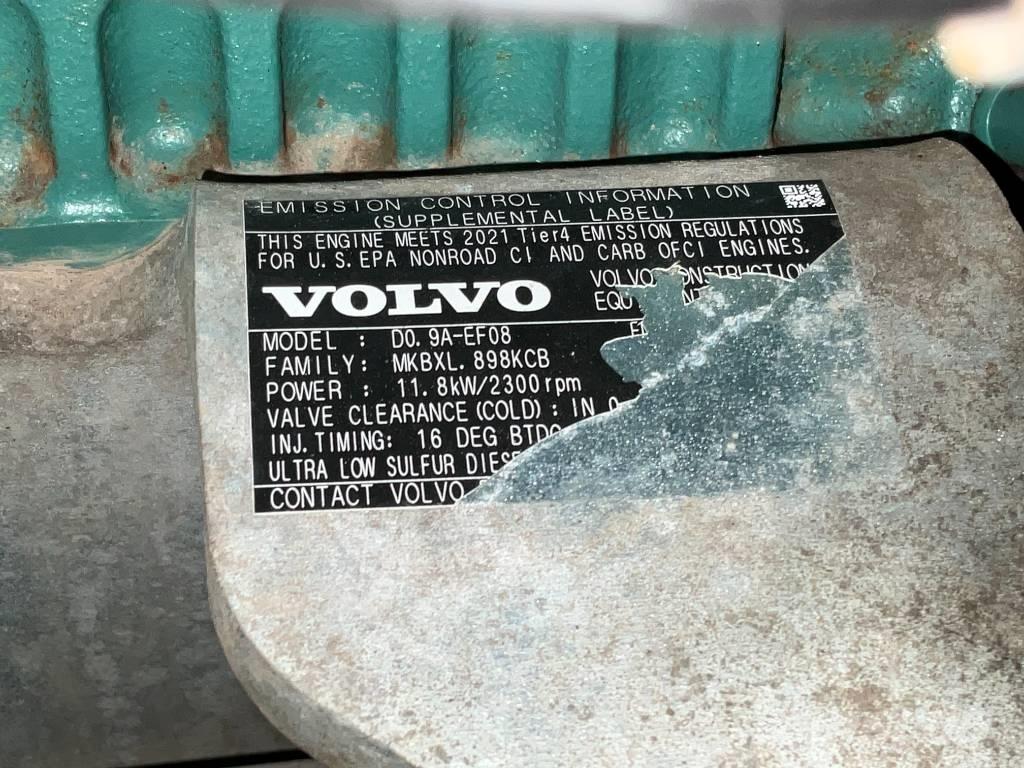 EMISSION CONTROL INFORMATION
(SUPPLEMENTAL LABEL)
THIS ENGINE MEETS 2021 Tier4 EMISSION REGULATIONS
FOR U.S.EPA NONROAD CI AND CARB OFCI ENGINES.
VOLVO
VOLVO CONSTRUCTION
MODEL : D0.9A-EF08
FAMILY: MKBXL.898KCB
POWER : 11.8kW/2300rpm
VALVE CLEARANCE(COLD): IN
INJ.TIMING: 16 DEG
ULTRA LOW SULFUR
CONTACT VOLVO